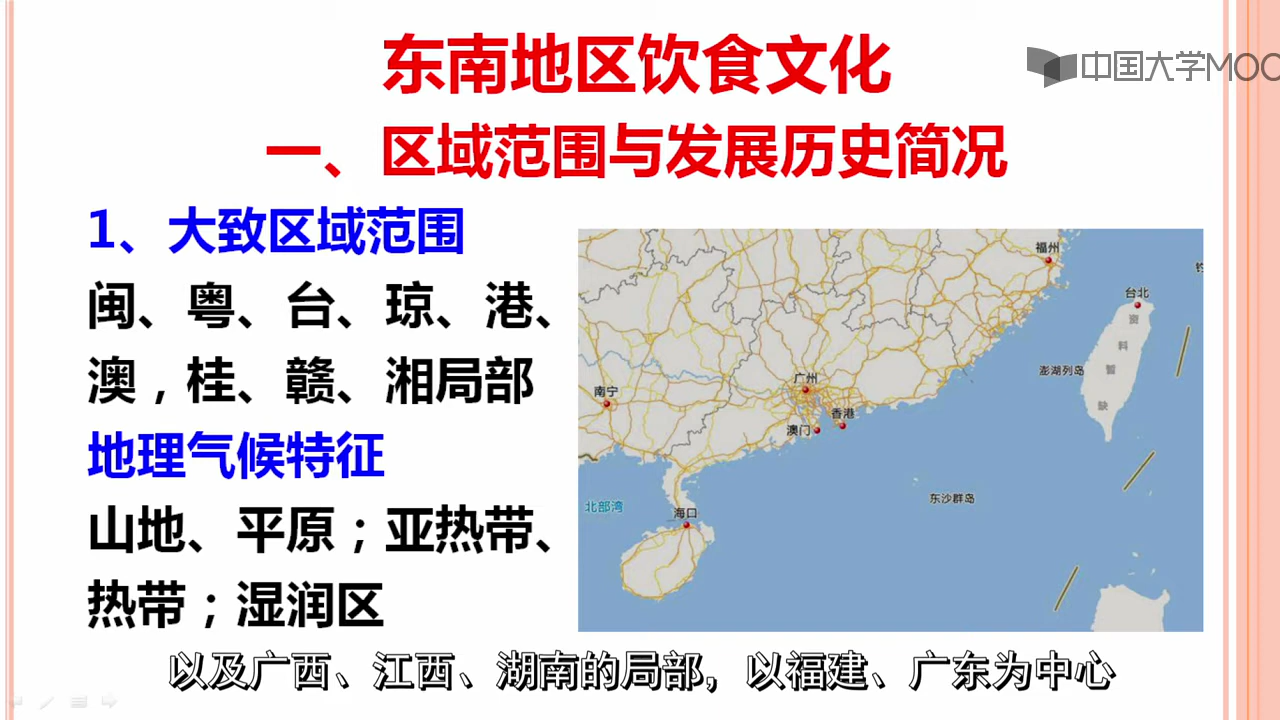 东南地区饮食文化
中国大学MOO
一、区域范围与发展历史简况
1、大致区域范围
闽、粤、台、琼、港、
澳，桂、赣、湘局部
地理气候特征
山地、平原；亚热带、
热带；湿润区
福州
钓
台北
资
料
暂
缺
澎湖列岛
广州
南宁
香港
澳门
东沙群岛
北部湾
海口
以及广西、江西、湖南的局部，以福建、广东为中心